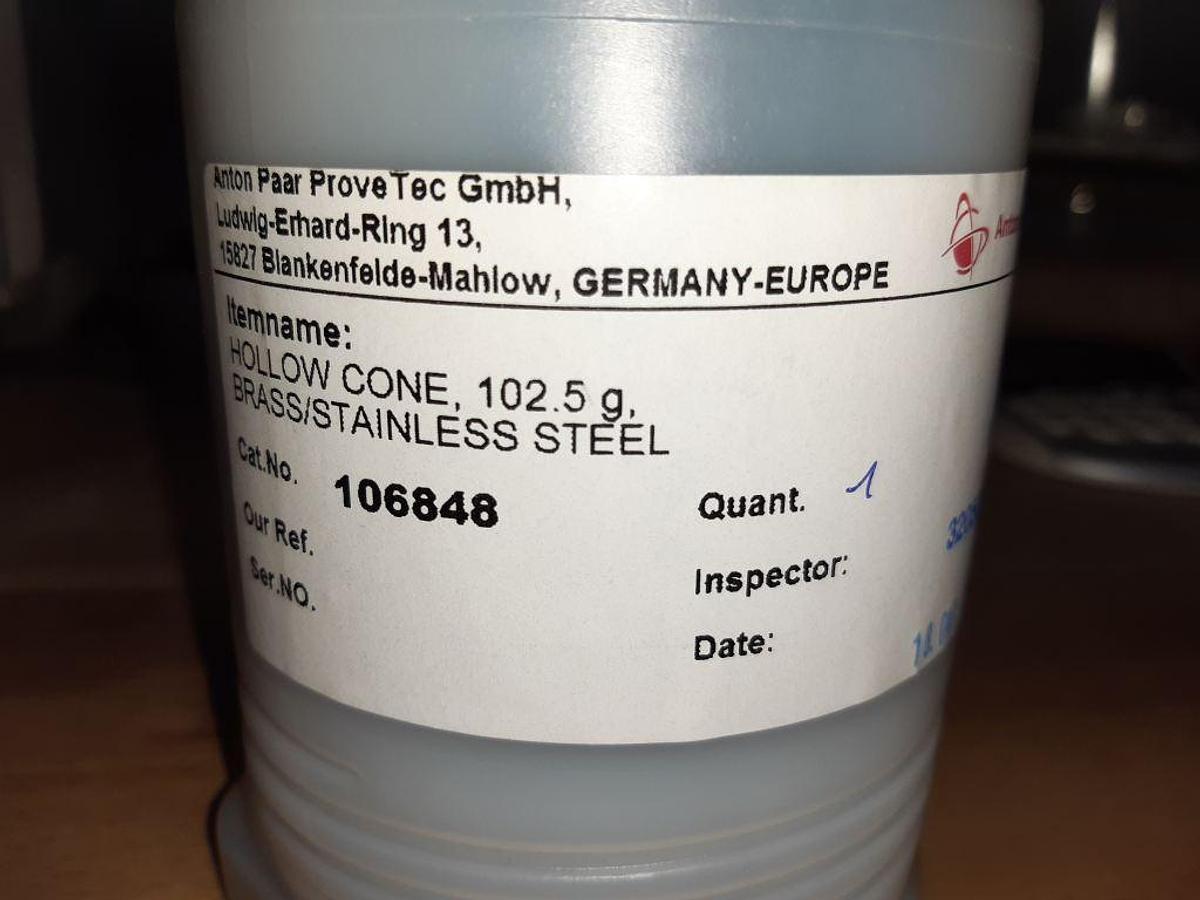 Anton Paar ProveTec GmbH,
Ludwig-Erhard-Ring 13,
15827 Blankenfelde-Mahlow, GERMANY-EUROPE
Itemname:
HOLLOW CONE, 102.5 g,
BRASS/STAINLESS STEEL
Cat.No. 106848
Quant. 1
Our Ref.
Inspector:
Ser.NO.
Date: